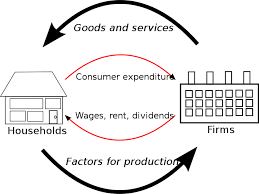 Goods and services
Consumer expenditure
Wages, rent, dividends
Households
Firms
Factors for production